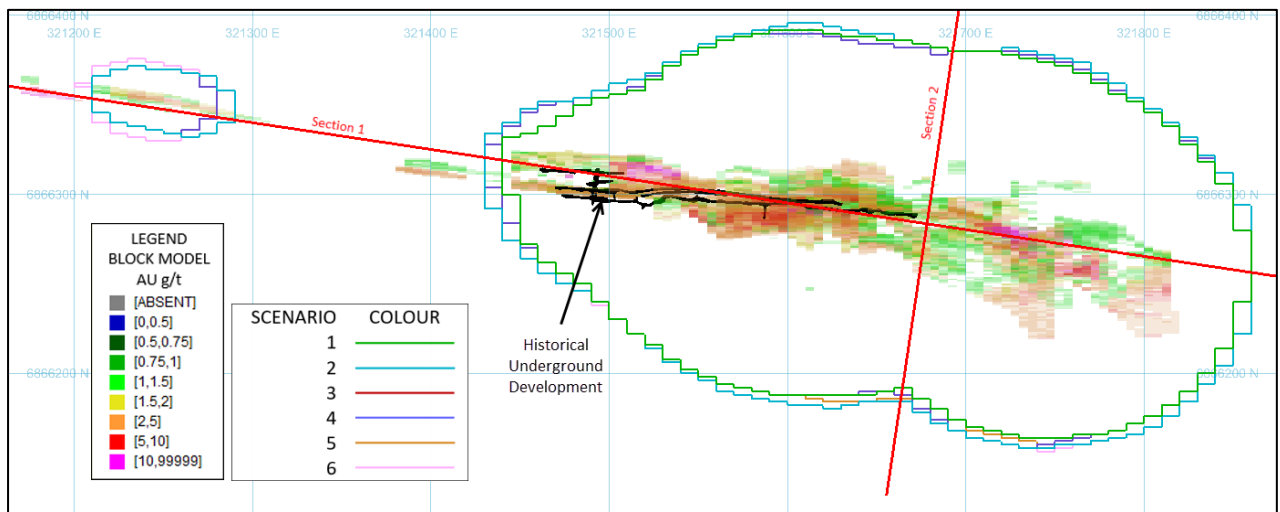 6866400 N
6866400 N
321200 E
321300 E
321400 E
321500 E
321700 E
321800 E
Section 1
Section 2
6866300 N
6866300 N
LEGEND
BLOCK MODEL
AU g/t
[ABSENT]
[0,0.5]
[0.5,0.75]
[0.75,1]
[1,1.5]
[1.5,2]
[2,5]
[5,10]
[10,99999]
SCENARIO COLOUR
1
2
3
4
5
6
Historical
Underground
Development
6866200 N